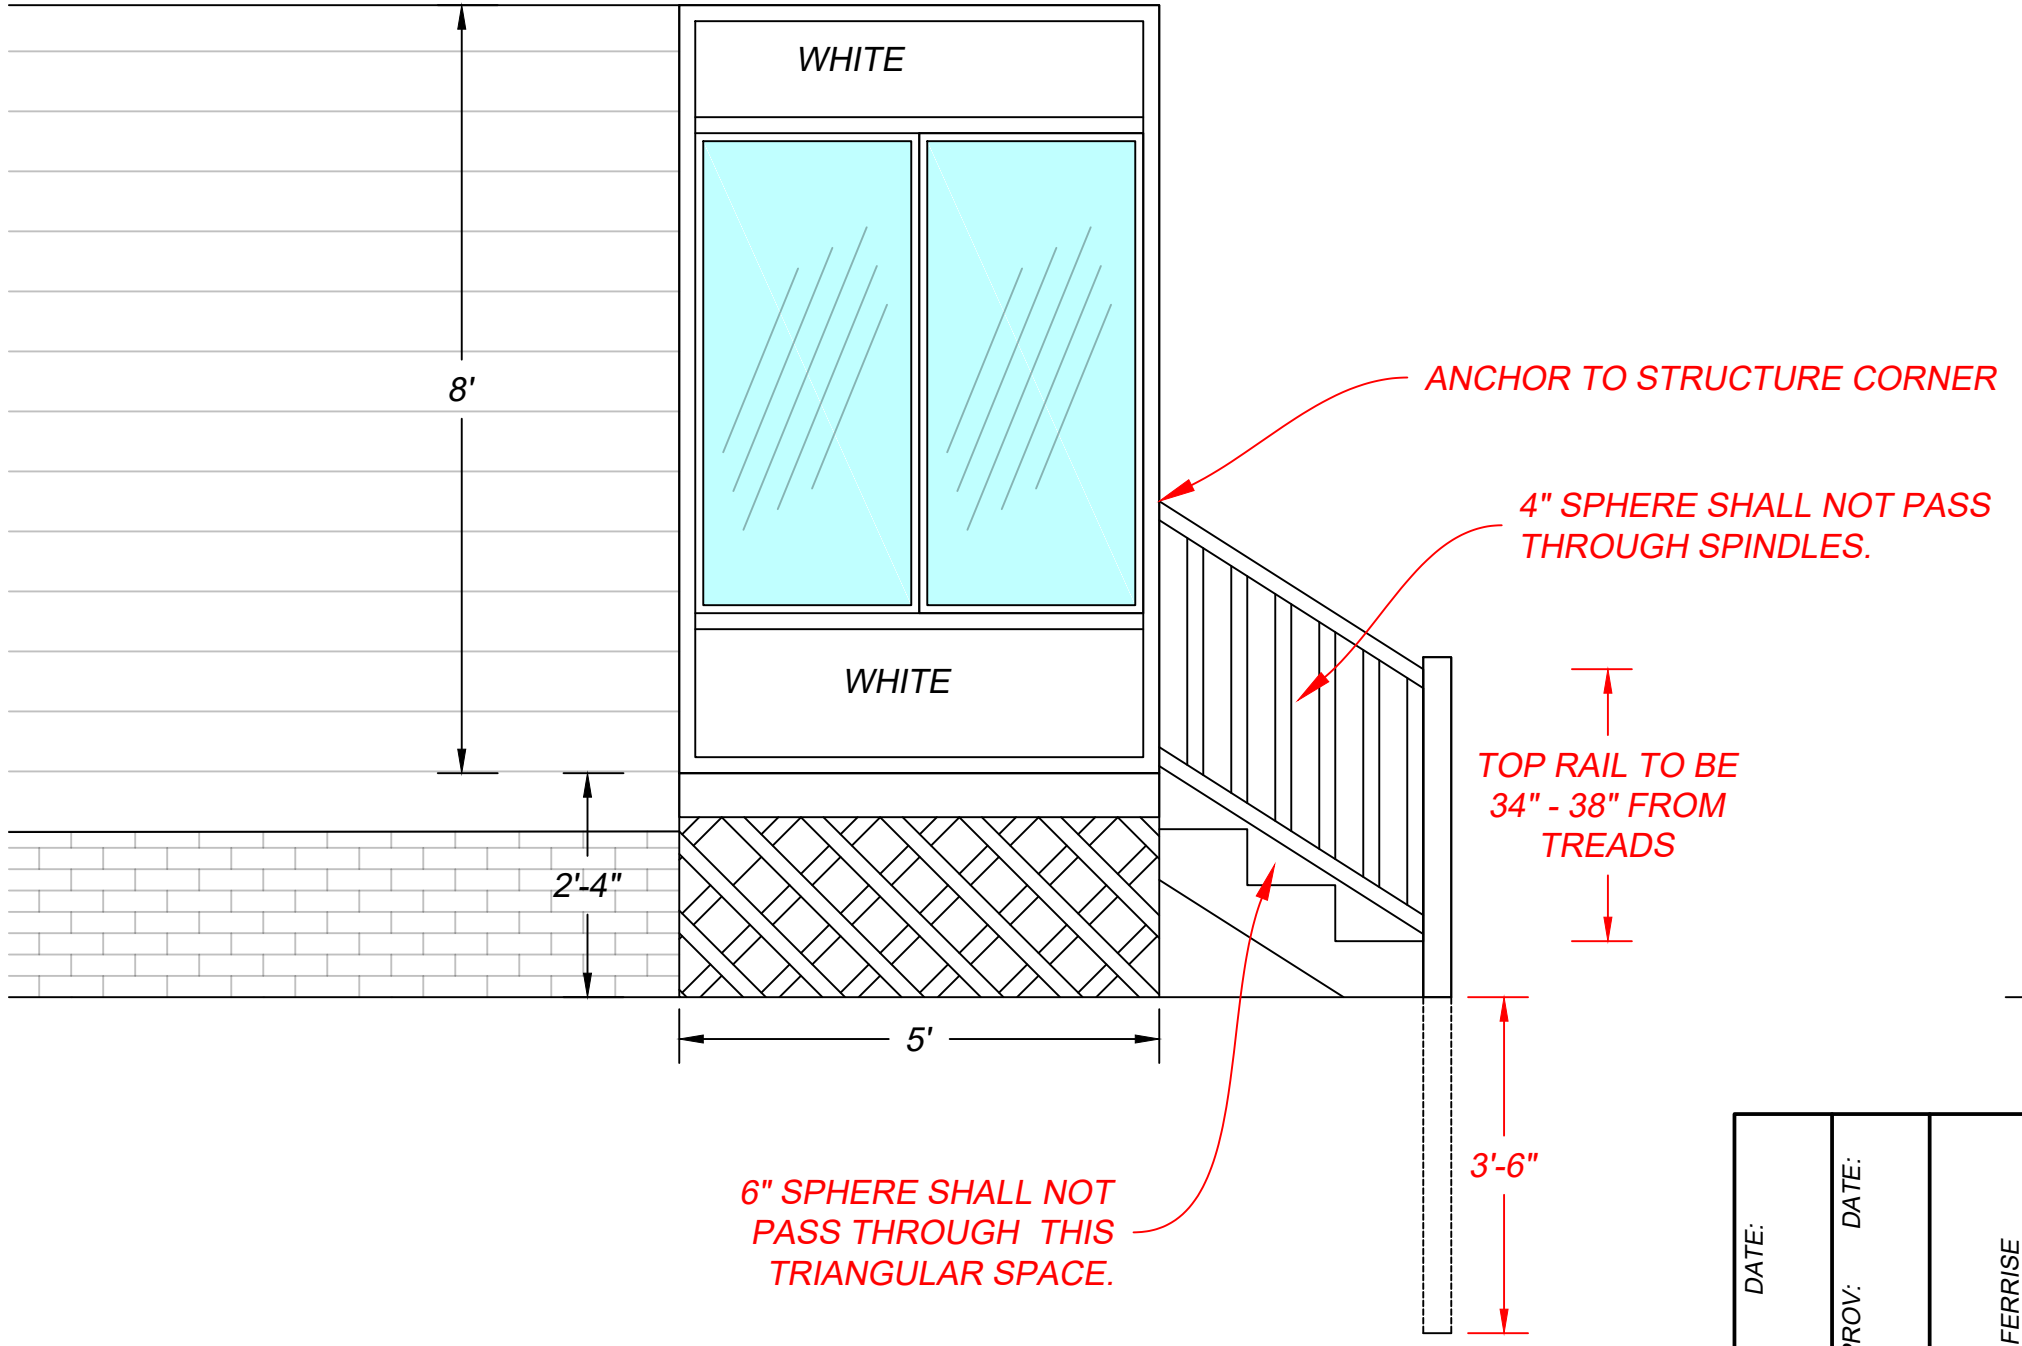 WHITE
8'
ANCHOR TO STRUCTURE CORNER
4" SPHERE SHALL NOT PASS
THROUGH SPINDLES.
WHITE
TOP RAIL TO BE
34" - 38" FROM
TREADS
2'-4"
5'
3'-6"
6" SPHERE SHALL NOT
PASS THROUGH THIS
TRIANGULAR SPACE.
DATE:
DATE:
FERRISE